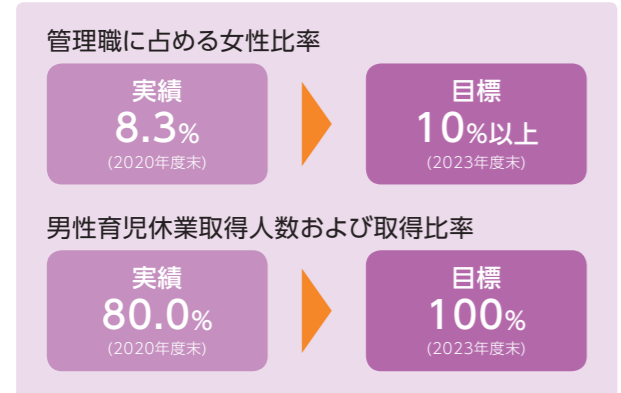 管理職に占める女性比率
実績
8.3%
(2020年度末)
目標
10%以上
(2023年度末)
男性育児休業取得人数および取得比率
実績
80.0%
(2020年度末)
目標
100%
(2023年度末)